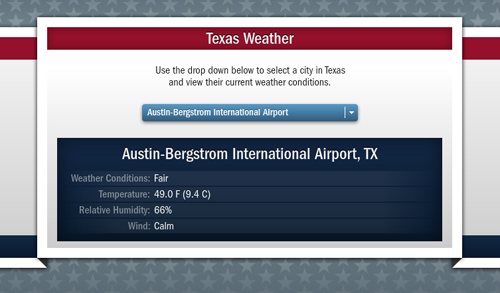 Texas Weather
Use the drop down below to select a city in Texas
and view their current weather conditions.
Austin-Bergstrom International Airport
Austin-Bergstrom International Airport, TX
Weather Conditions: Fair
Temperature: 49.0 F (9.4 C)
Relative Humidity: 66%
Wind: Calm